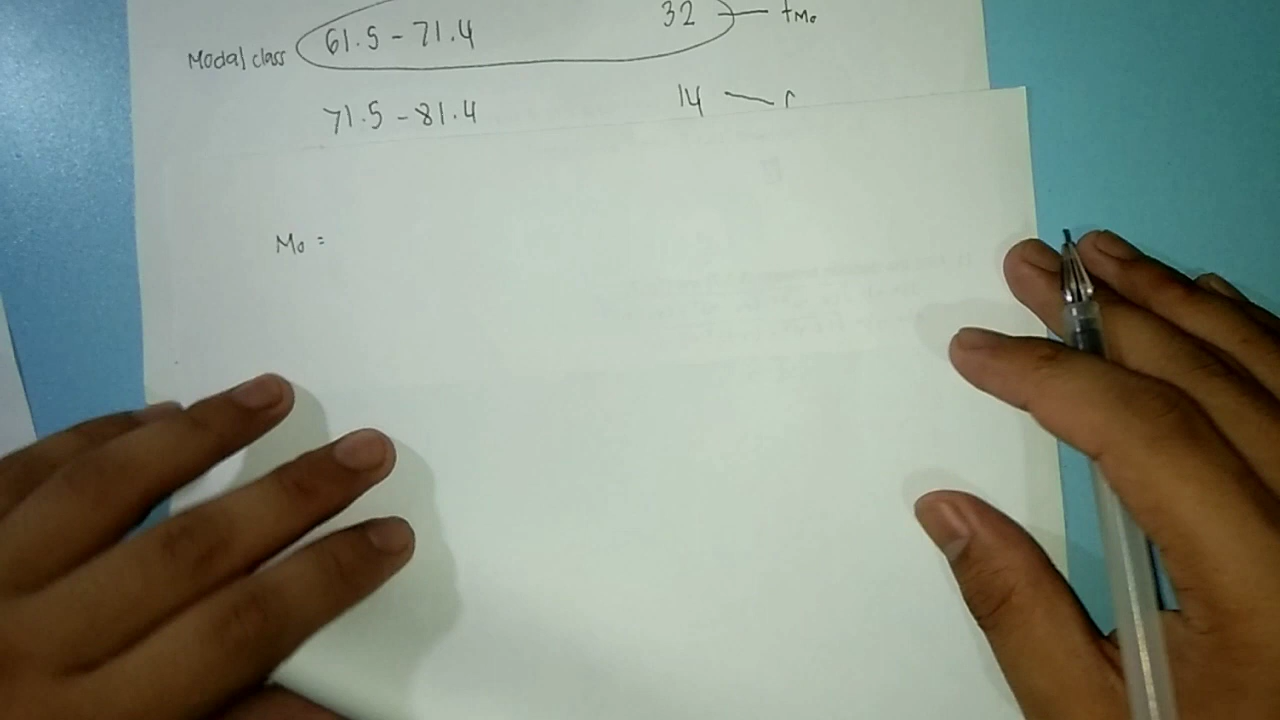 Modal class 61.5 - 71.4 32 — fMo
71.5 - 81.4 14 —
Mo =